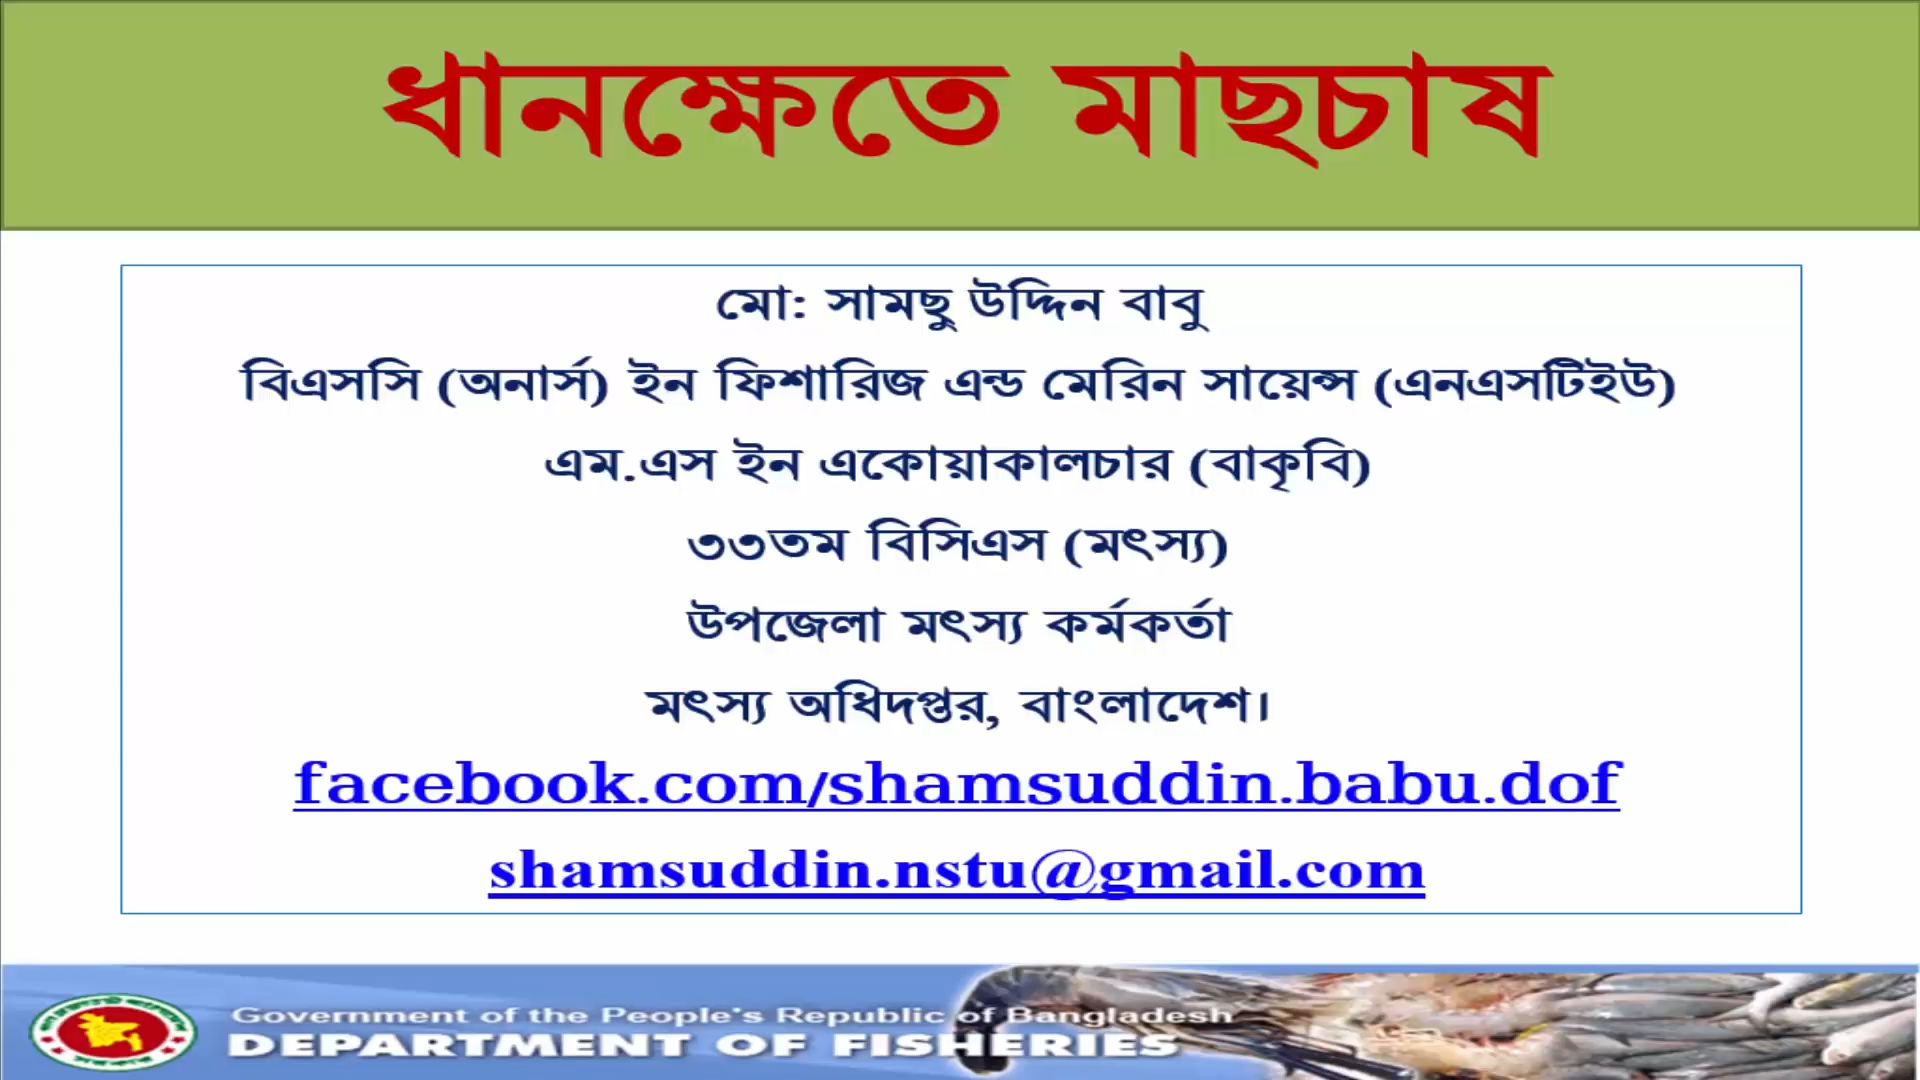 ধানক্ষেতে মাছচাষ
মো: সামছু উদ্দিন বাবু
বিএসসি (অনার্স) ইন ফিশারিজ এন্ড মেরিন সায়েন্স (এনএসটিইউ)
এম.এস ইন একোয়াকালচার (বাকৃবি)
৩৩তম বিসিএস (মৎস্য)
উপজেলা মৎস্য কর্মকর্তা
মৎস্য অধিদপ্তর, বাংলাদেশ।
facebook.com/shamsuddin.babu.dof
shamsuddin.nstu@gmail.com
Government of the People's Republic of Bangladesh
DEPARTMENT OF FISHERIES